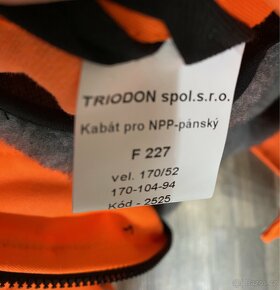 TRIODON spol.s.r.o.
Kabát pro NPP-pánský
F 227
vel. 170/52
170-104-94
Kód - 2525